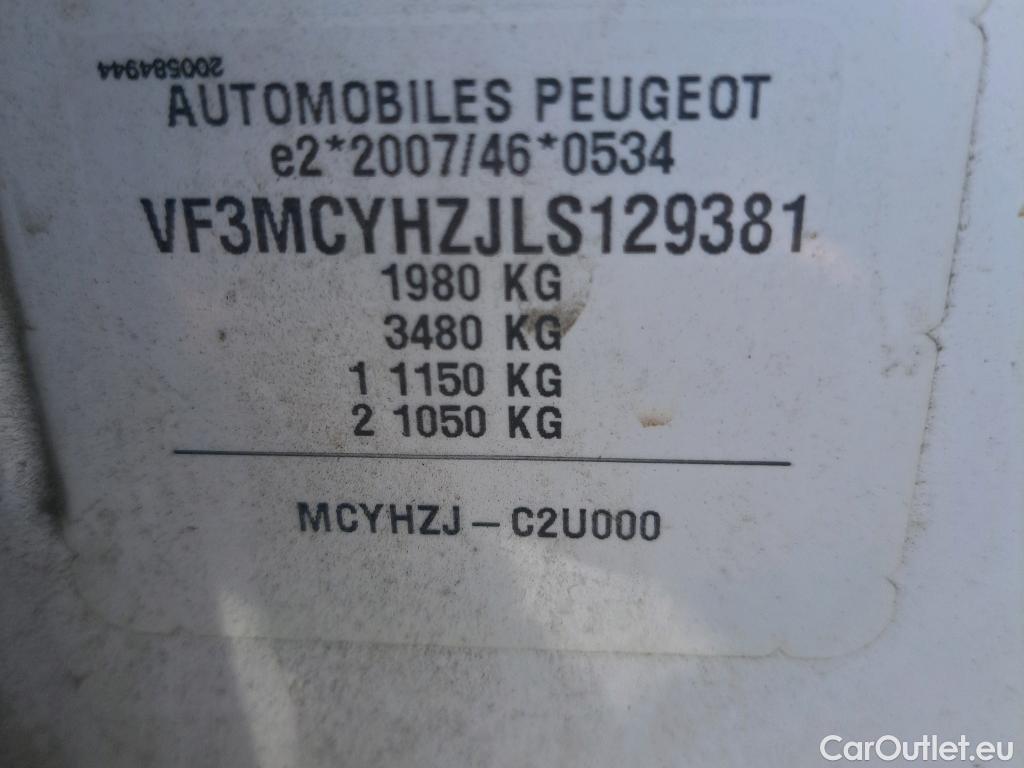 200584944
AUTOMOBILES PEUGEOT
e2*2007/46*0534
VF3MCYHZJLS129381
1980 KG
3480 KG
1 1150 KG
2 1050 KG
MCYHZJ – C2U000
CarOutlet.eu